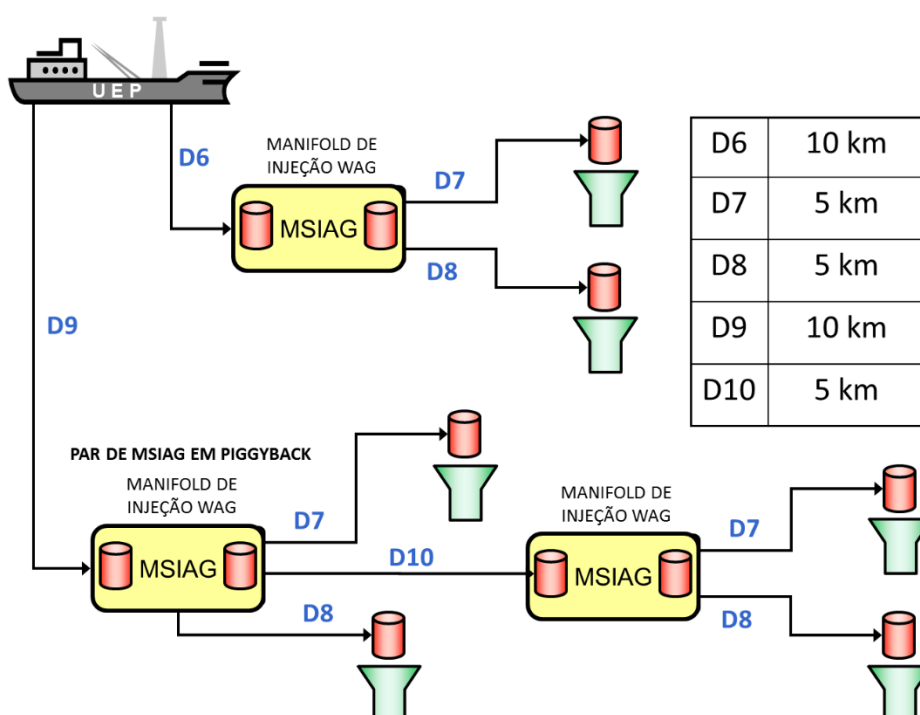 UEP
D6
MANIFOLD DE
INJEÇÃO WAG
MSIAG
D7
D8
D6 10 km
D7 5 km
D8 5 km
D9 10 km
D10 5 km
D9
PAR DE MSIAG EM PIGGYBACK
MANIFOLD DE
INJEÇÃO WAG
MSIAG
D7
D10
D8
MANIFOLD DE
INJEÇÃO WAG
MSIAG
D7
D8